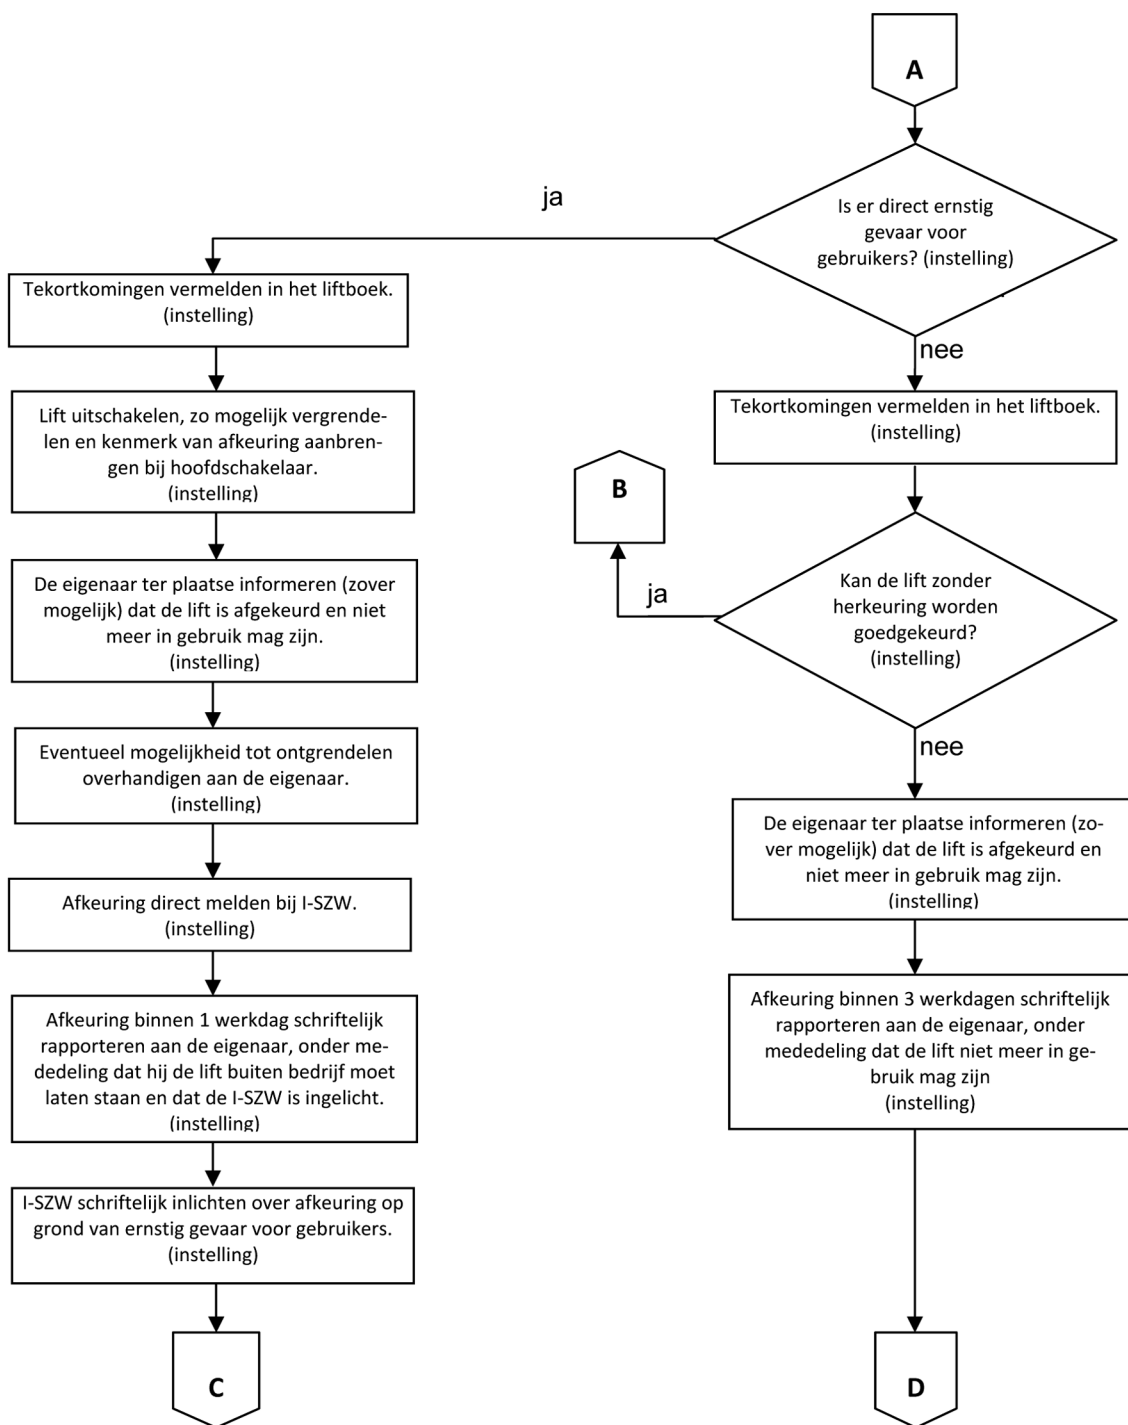 A
Is er direct ernstig
gevaar voor
gebruikers? (instelling)
ja
nee
Tekortkomingen vermelden in het liftboek.
(instelling)
Lift uitschakelen, zo mogelijk vergrende-
len en kenmerk van afkeuring aanbren-
gen bij hoofdschakelaar.
(instelling)
De eigenaar ter plaatse informeren (zover
mogelijk) dat de lift is afgekeurd en niet
meer in gebruik mag zijn.
(instelling)
Eventueel mogelijkheid tot ontgrendelen
overhandigen aan de eigenaar.
(instelling)
Afkeuring direct melden bij I-SZW.
(instelling)
Afkeuring binnen 1 werkdag schriftelijk
rapporteren aan de eigenaar, onder me-
dedeling dat hij de lift buiten bedrijf moet
laten staan en dat de I-SZW is ingelicht.
(instelling)
I-SZW schriftelijk inlichten over afkeuring op
grond van ernstig gevaar voor gebruikers.
(instelling)
C
Tekortkomingen vermelden in het liftboek.
(instelling)
B
ja
Kan de lift zonder
herkeuring worden
goedgekeurd?
(instelling)
nee
De eigenaar ter plaatse informeren (zo-
ver mogelijk) dat de lift is afgekeurd en
niet meer in gebruik mag zijn.
(instelling)
Afkeuring binnen 3 werkdagen schriftelijk
rapporteren aan de eigenaar, onder
mededeling dat de lift niet meer in ge-
bruik mag zijn
(instelling)
D